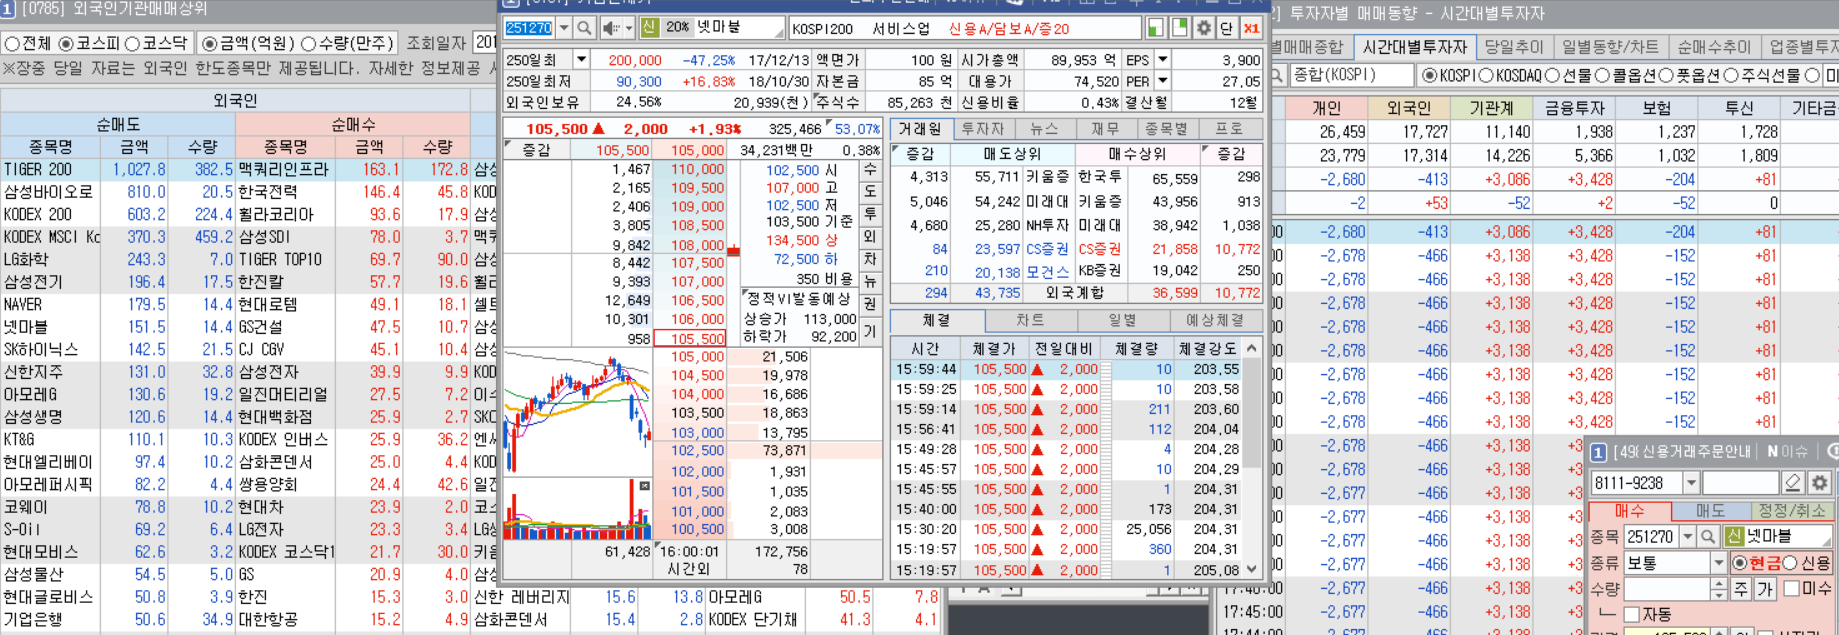 [0785] 외국인기관매매상위
○전체 ◉코스피 ○코스닥 ◉금액(억원) ○수량(만주) 조회일자 201
※장중 당일 자료는 외국인 한도종목만 제공됩니다. 자세한 정보제공 시
외국인
순매도 순매수
종목명 금액 수량 종목명 금액 수량
TIGER 200 1,027.8 382.5 맥쿼리인프라 163.1 172.8 삼성
삼성바이오로 810.0 20.5 한국전력 146.4 45.8 KOD
KODEX 200 603.2 224.4 휠라코리아 93.6 17.9 삼성
KODEX MSCI Kc 370.3 459.2 삼성SDI 78.0 3.7 맥쿼
LG화학 243.3 7.0 TIGER TOP10 69.7 90.0 삼성
삼성전기 196.4 17.5 한진칼 57.7 19.6 휠라
NAVER 179.5 14.4 현대로템 49.1 18.1 셀트
넷마블 151.5 14.4 GS건설 47.5 10.7 삼성
SK하이닉스 142.5 21.5 CJ CGV 45.1 10.4 삼성
신한지주 131.0 32.8 삼성전자 39.9 9.9 KOD
아모레G 130.6 19.2 일진머티리얼 27.5 7.2 이수
삼성생명 120.6 14.4 현대백화점 25.9 2.7 SKC
KT&G 110.1 10.3 KODEX 인버스 25.9 36.2 엔씨
현대엘리베이 97.4 10.2 삼화콘덴서 25.0 4.4 KOD
아모레퍼시픽 82.2 4.4 쌍용양회 24.4 42.6 일진
코웨이 78.8 10.2 현대차 23.9 2.0 코스
S-Oil 69.2 6.4 LG전자 23.3 3.4 LG
현대모비스 62.6 3.2 KODEX 코스닥1 21.7 30.0 키움
삼성물산 54.5 5.0 GS 20.9 4.0 삼성
현대글로비스 50.8 3.9 한진 15.3 3.0 신한 레버리지 15.6 13.8 아모레G 50.5 7.8
기업은행 50.6 34.9 대한항공 15.2 4.9 삼화콘덴서 15.4 2.8 KODEX 단기채 41.3 4.1
251270 신 20% 넷마블 KOSPI200 서비스업 신용A/담보A/증20 단 X1
250일최고 200,000 -47.25% 17/12/13 액면가 100 원 시가총액 89,953 억 EPS 3,900
250일최저 90,300 +16.83% 18/10/30 자본금 85 억 대용가 74,520 PER 27.05
외국인보유 24.56% 20,939(천) 주식수 85,263 천 신용비율 0.43% 결산월 12월
105,500 ▲ 2,000 +1.93% 325,466 53.07%
증감 105,500 105,000 34,231백만 0.38%
1,467 110,000 102,500 시 수
2,165 109,500 107,000 고 도
2,406 109,000 102,500 저 투
3,805 108,500 103,500 기준
9,842 108,000 134,500 상 외
8,442 107,500 72,500 하 차
9,393 107,000 350 비용 뉴
12,649 106,500 정적VI발동예상 권
10,301 106,000 상승가 113,000 기
958 105,500 하락가 92,200
105,000 21,506
104,500 19,978
104,000 16,686
103,500 18,863
103,000 13,795
102,500 73,871
102,000 1,931
101,500 1,035
101,000 2,083
100,500 3,008
61,428 16:00:01 172,756
시간외 78
거래원 투자자 뉴스 재무 종목별 프로
증감 매도상위 매수상위 증감
4,313 55,711 키움증 한국투 65,559 298
5,046 54,242 미래대 키움증 43,956 913
4,680 25,280 NH투자 미래대 38,942 1,038
84 23,597 CS증권 CS증권 21,858 10,772
210 20,138 모건스 KB증권 19,042 250
294 43,735 외국계합 36,599 10,772
체결 차트 일별 예상체결
시간 체결가 전일대비 체결량 체결강도
15:59:44 105,500 ▲ 2,000 10 203.55
15:59:25 105,500 ▲ 2,000 10 203.58
15:59:14 105,500 ▲ 2,000 211 203.60
15:56:41 105,500 ▲ 2,000 112 204.04
15:49:28 105,500 ▲ 2,000 4 204.28
15:45:57 105,500 ▲ 2,000 10 204.29
15:45:55 105,500 ▲ 2,000 1 204.31
15:40:00 105,500 ▲ 2,000 173 204.31
15:30:20 105,500 ▲ 2,000 25,056 204.31
15:19:57 105,500 ▲ 2,000 360 204.31
15:19:57 105,500 ▲ 2,000 1 205.08
투자자별 매매동향 - 시간대별투자자
별매매종합 시간대별투자자 당일추이 일별동향/차트 순매수추이 업종별투자
종합(KOSPI) ◉KOSPI ○KOSDAQ ○선물 ○콜옵션 ○풋옵션 ○주식선물 ○미
개인 외국인 기관계 금융투자 보험 투신 기타금
26,459 17,727 11,140 1,938 1,237 1,728
23,779 17,314 14,226 5,366 1,032 1,809
-2,680 -413 +3,086 +3,428 -204 +81
-2 +53 -52 +2 -52 0
-2,680 -413 +3,086 +3,428 -204 +81
-2,678 -466 +3,138 +3,428 -152 +81
-2,678 -466 +3,138 +3,428 -152 +81
-2,678 -466 +3,138 +3,428 -152 +81
-2,678 -466 +3,138 +3,428 -152 +81
-2,678 -466 +3,138 +3,428 -152 +81
-2,678 -466 +3,138 +3,428 -152 +81
-2,678 -466 +3,138 +3,428 -152 +81
-2,678 -466 +3,138 +3,428 -152 +81
-2,678 -466 +3,138
-2,678 -466 +3,138
-2,677 -466 +3,138
-2,677 -466 +3,138
-2,677 -466 +3,138
-2,677 -466 +3,138
17:46:00 -2,677 -466 +3,138
17:45:00 -2,677 -466 +3,138
17:44:00 -2,677 -466 +3,138
신용거래주문안내 N이슈
8111-9238
매수 매도 정정/취소
종목 251270 신 넷마블
종류 보통 ◉현금 ○신용
수량 주 가 미수
자동